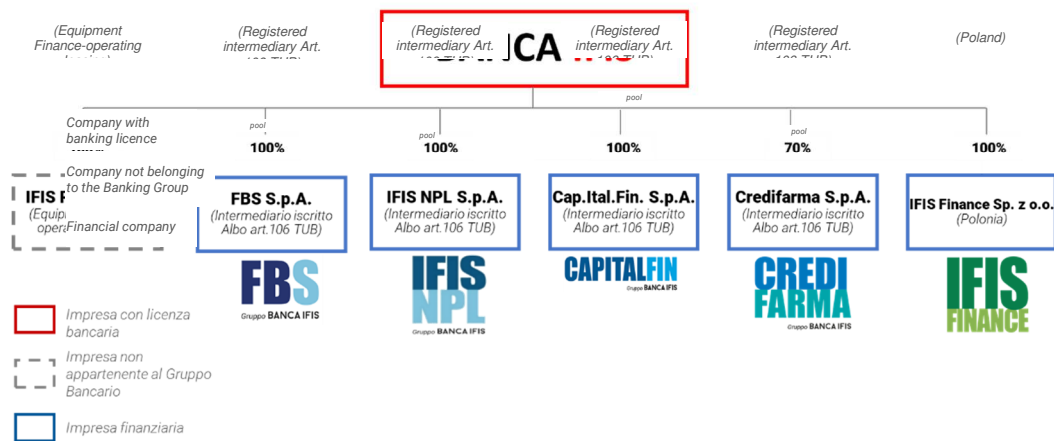 (Equipment
Finance-operating
(Registered
intermediary Art.
(Registered
intermediary Art.
(Registered
intermediary Art.
(Registered
intermediary Art.
(Poland)
pool
Company with
banking licence
pool
pool
pool
100%
100%
100%
70%
100%
Company not belonging
to the Banking Group
Financial company
IFIS
(Equi
opera
FBS S.p.A.
(Intermediario iscritto
Albo art.106 TUB)
IFIS NPL S.p.A.
(Intermediario iscritto
Albo art.106 TUB)
Cap.Ital.Fin. S.p.A.
(Intermediario iscritto
Albo art.106 TUB)
Credifarma S.p.A.
(Intermediario iscritto
Albo art.106 TUB)
IFIS Finance Sp. z o.o.
(Polonia)
FBS
Gruppo BANCA IFIS
IFIS
NPL
Gruppo BANCA IFIS
CAPITALFIN
Gruppo BANCA IFIS
CREDI
FARMA
Gruppo BANCA IFIS
IFIS
FINANCE
Impresa con licenza
bancaria
Impresa non
appartenente al Gruppo
Bancario
Impresa finanziaria